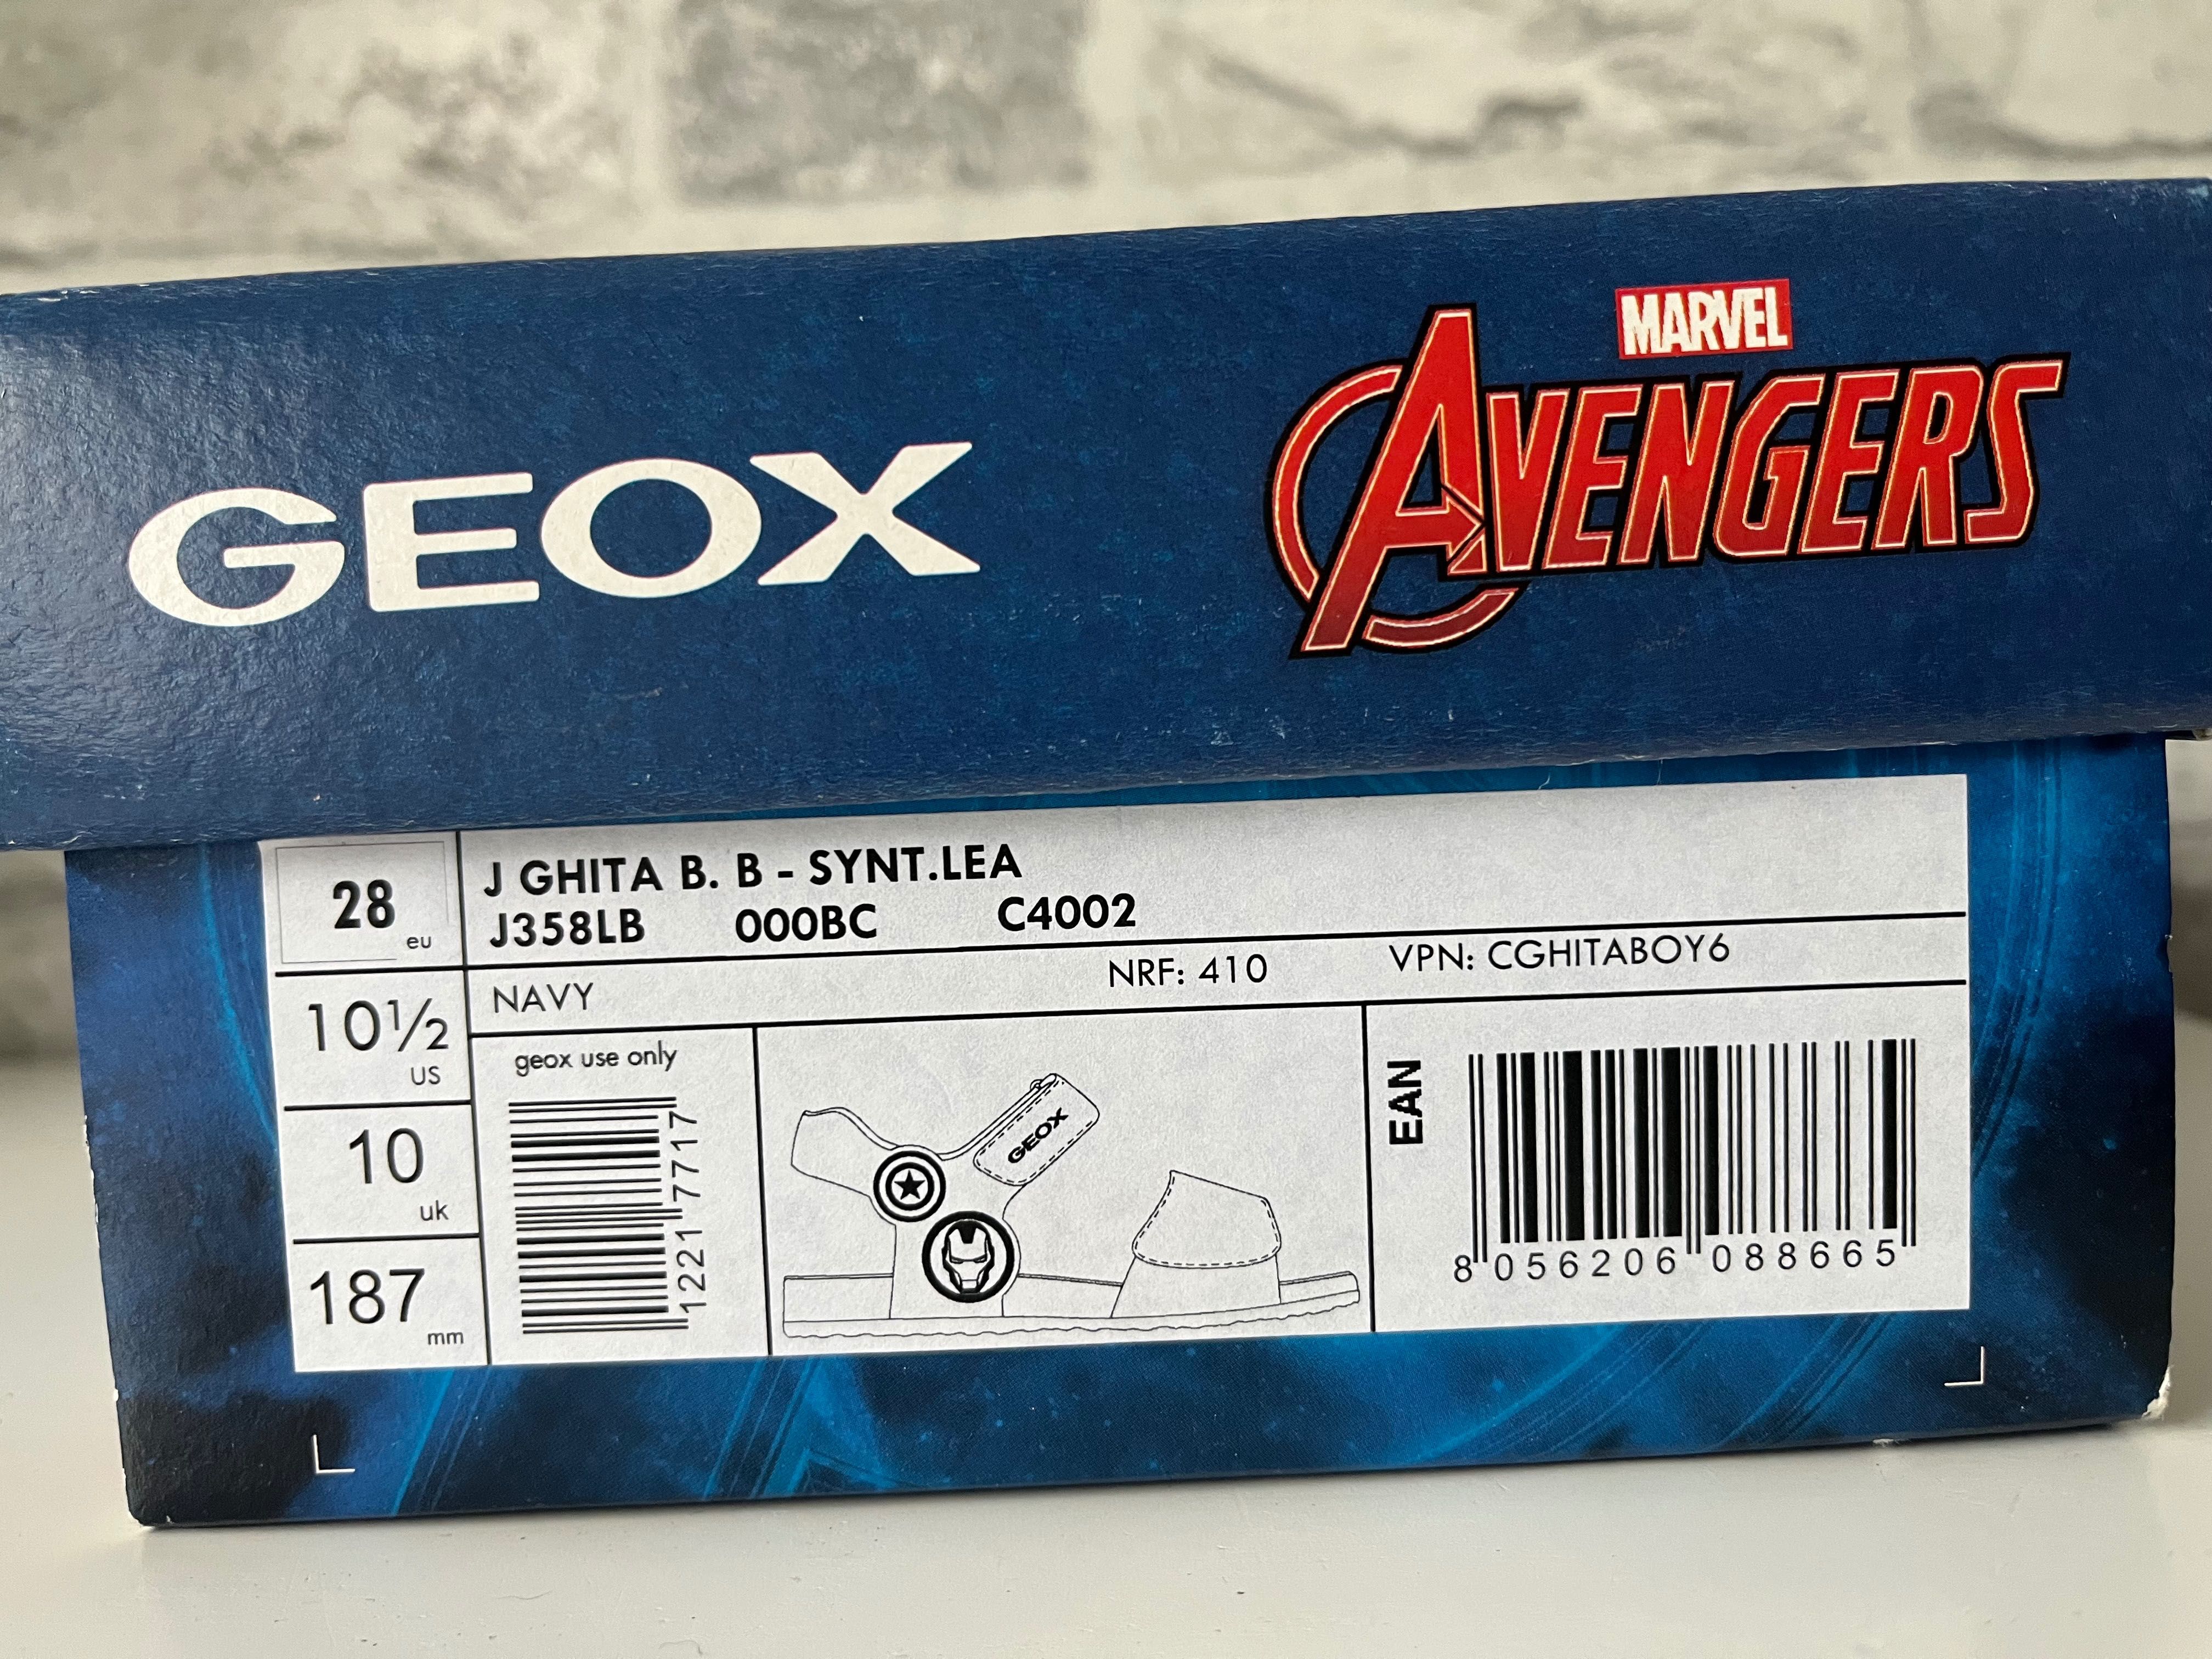 GEOX
MARVEL
AVENGERS
28 eu
J GHITA B. B - SYNT.LEA
J358LB 000BC C4002
NAVY NRF: 410 VPN: CGHITABOY6
10½ US
10 uk
187 mm
geox use only
12217717
GEOX
EAN
8 056206 088665